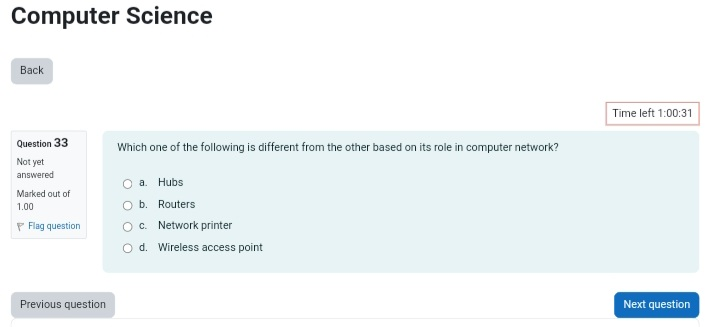 Computer Science
Back
Time left 1:00:31
Question 33
Not yet
answered
Marked out of
1.00
Flag question
Which one of the following is different from the other based on its role in computer network?
a. Hubs
b. Routers
c. Network printer
d. Wireless access point
Previous question
Next question